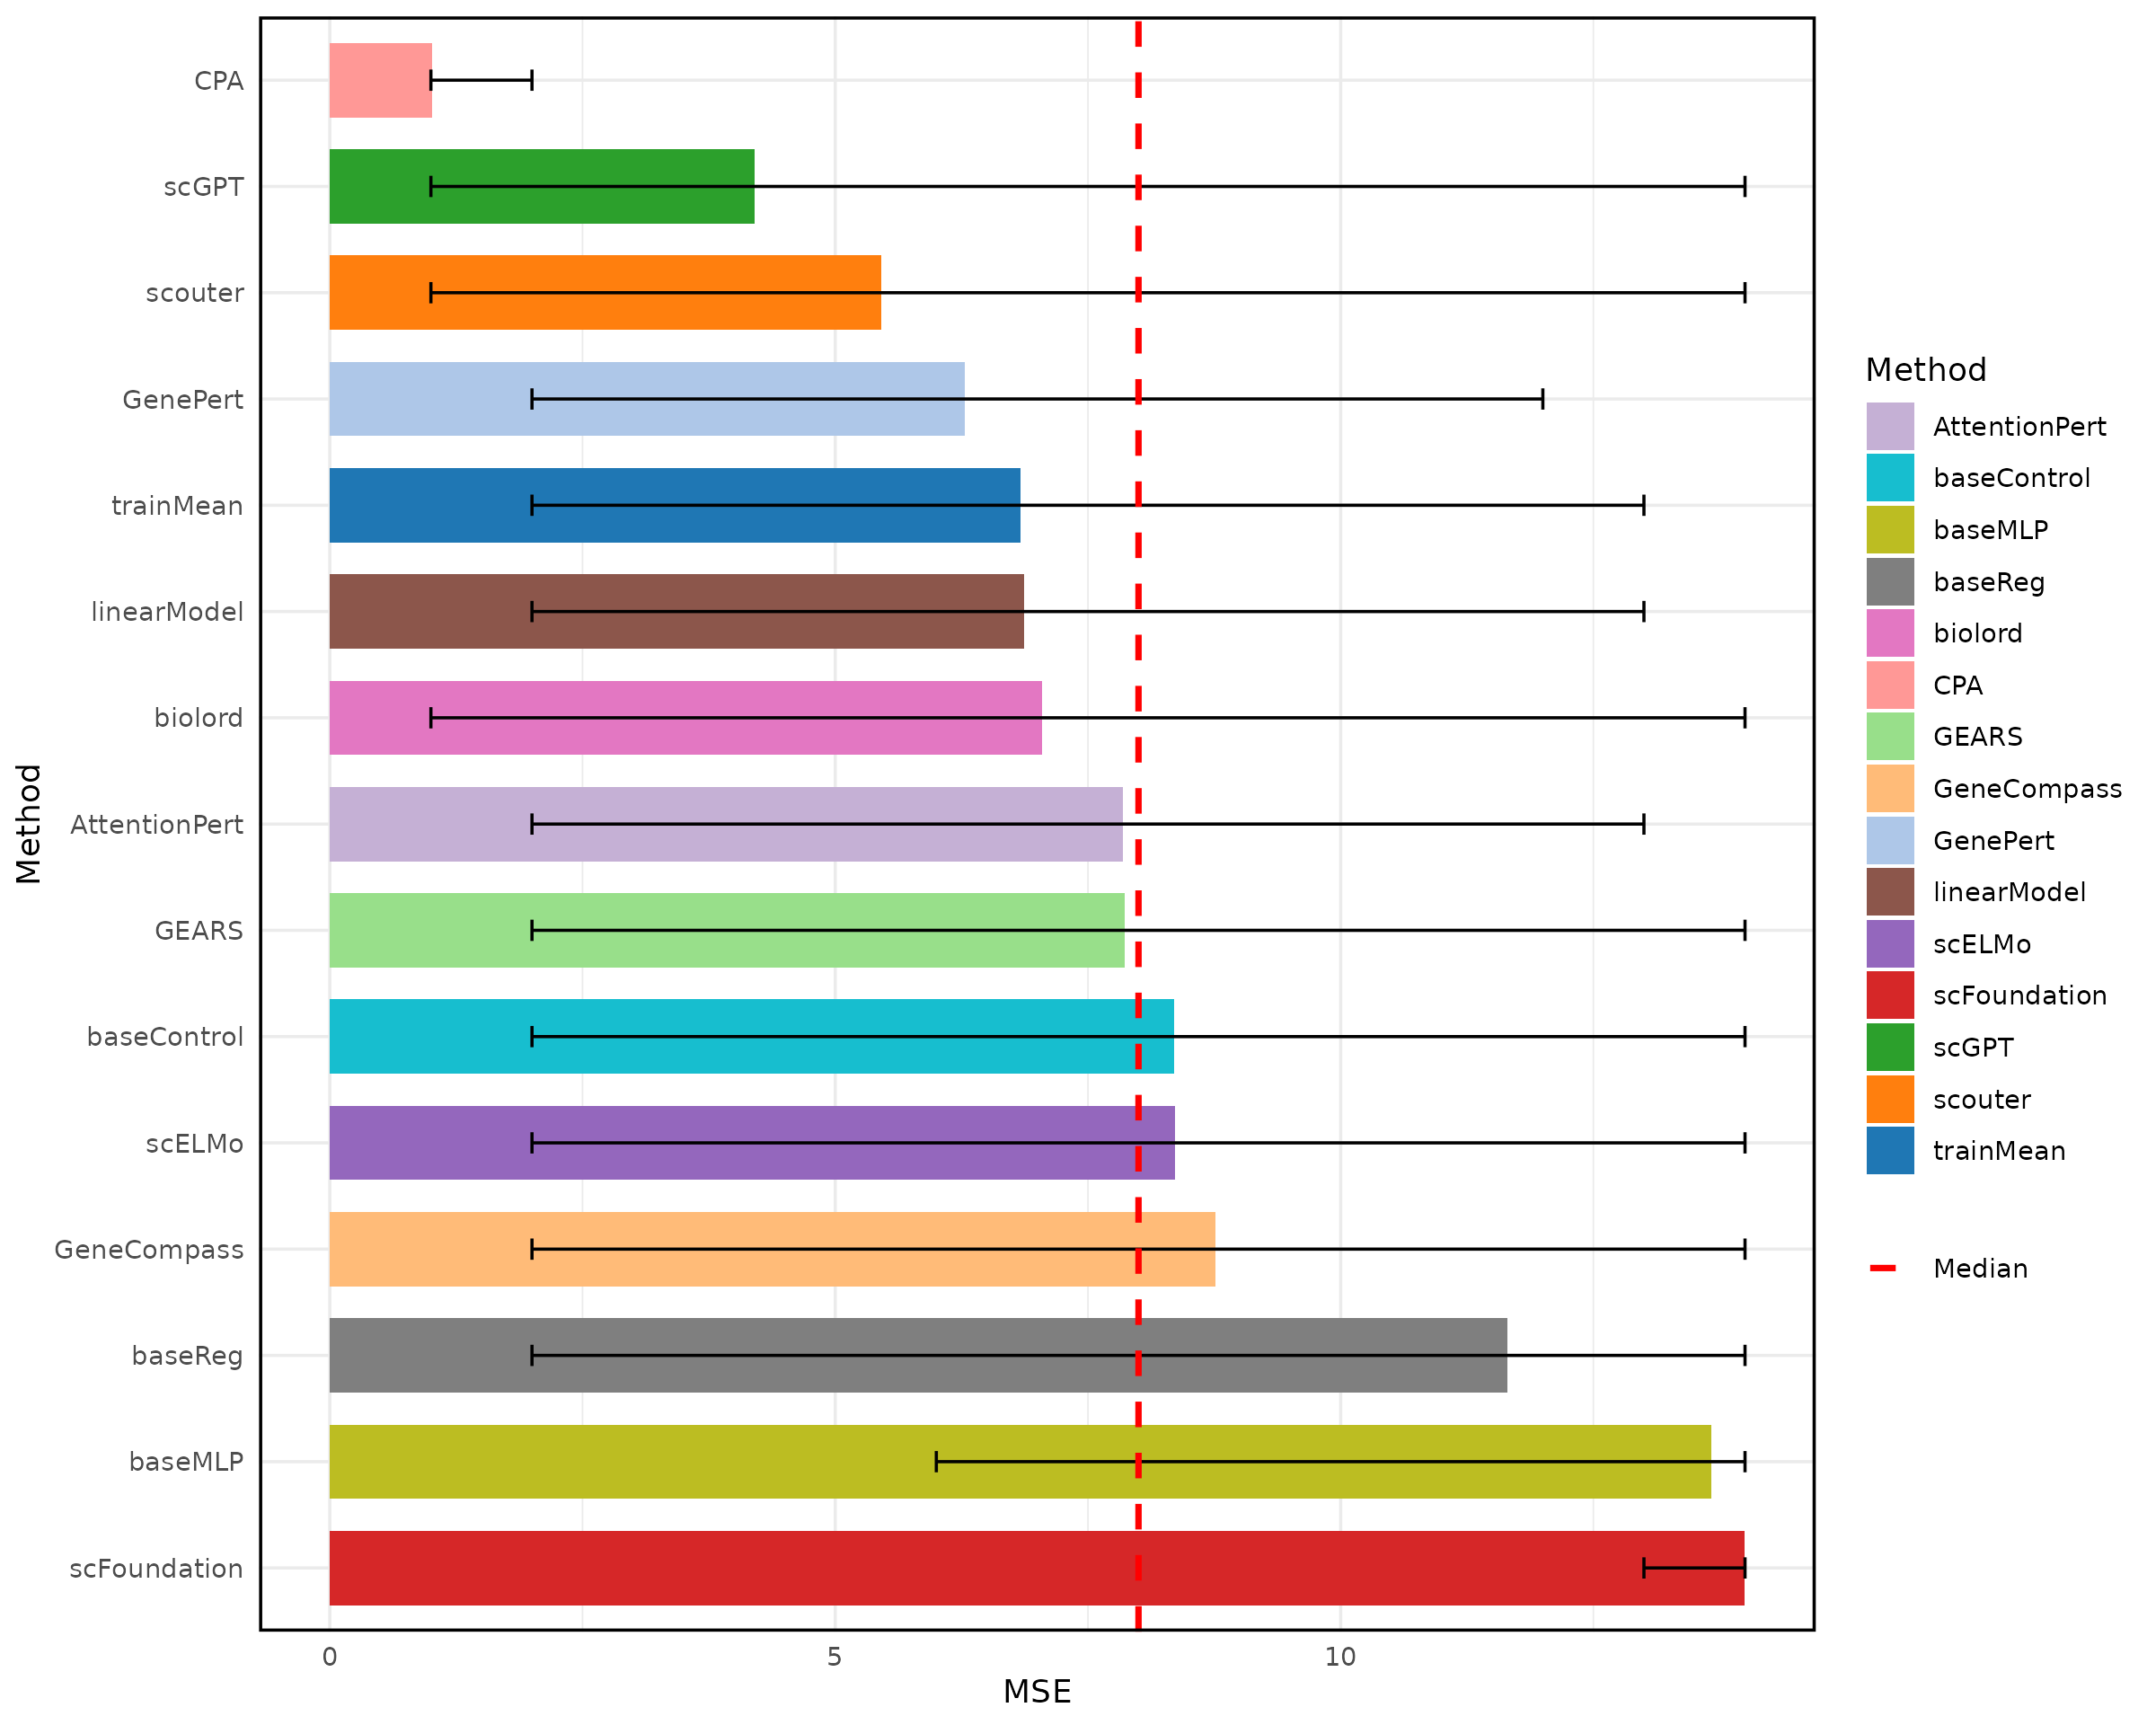 Method
CPA
scGPT
scouter
GenePert
trainMean
linearModel
biolord
AttentionPert
GEARS
baseControl
scELMo
GeneCompass
baseReg
baseMLP
scFoundation
0 5 10
MSE
Method
AttentionPert
baseControl
baseMLP
baseReg
biolord
CPA
GEARS
GeneCompass
GenePert
linearModel
scELMo
scFoundation
scGPT
scouter
trainMean
Median